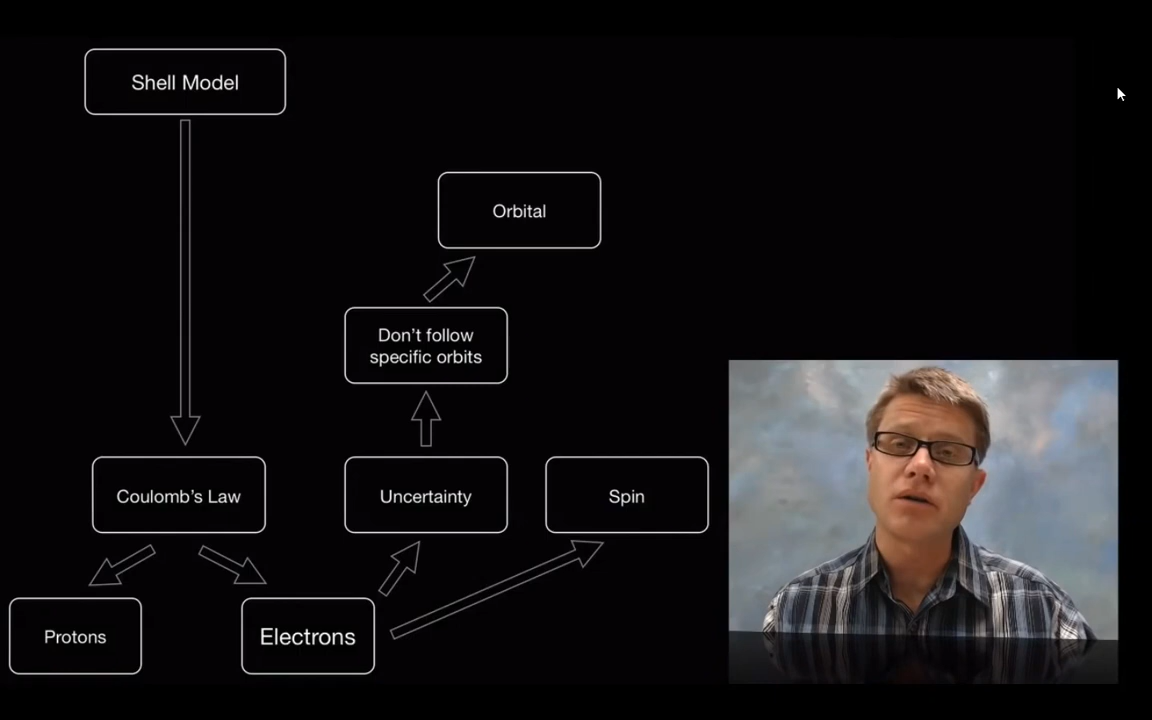 Shell Model
Orbital
Don't follow
specific orbits
Coulomb's Law
Uncertainty
Spin
Protons
Electrons